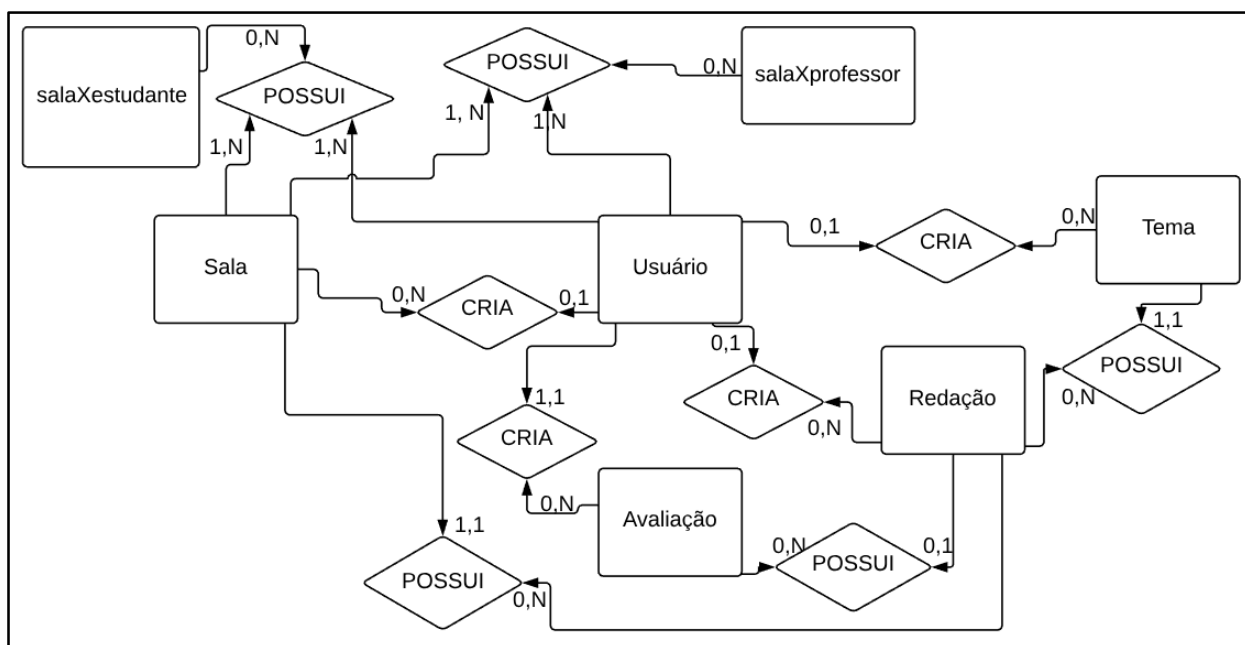 0,N
POSSUI
salaXestudante
POSSUI
0,N
salaXprofessor
1, N
1,N
1,N
1,N
Sala
Usuário
0,1
CRIA
0,N
Tema
0,N
CRIA
0,1
0,1
1,1
POSSUI
0,N
CRIA
0,N
Redação
1,1
CRIA
0,N
Avaliação
0,N
POSSUI
0,1
1,1
POSSUI
0,N